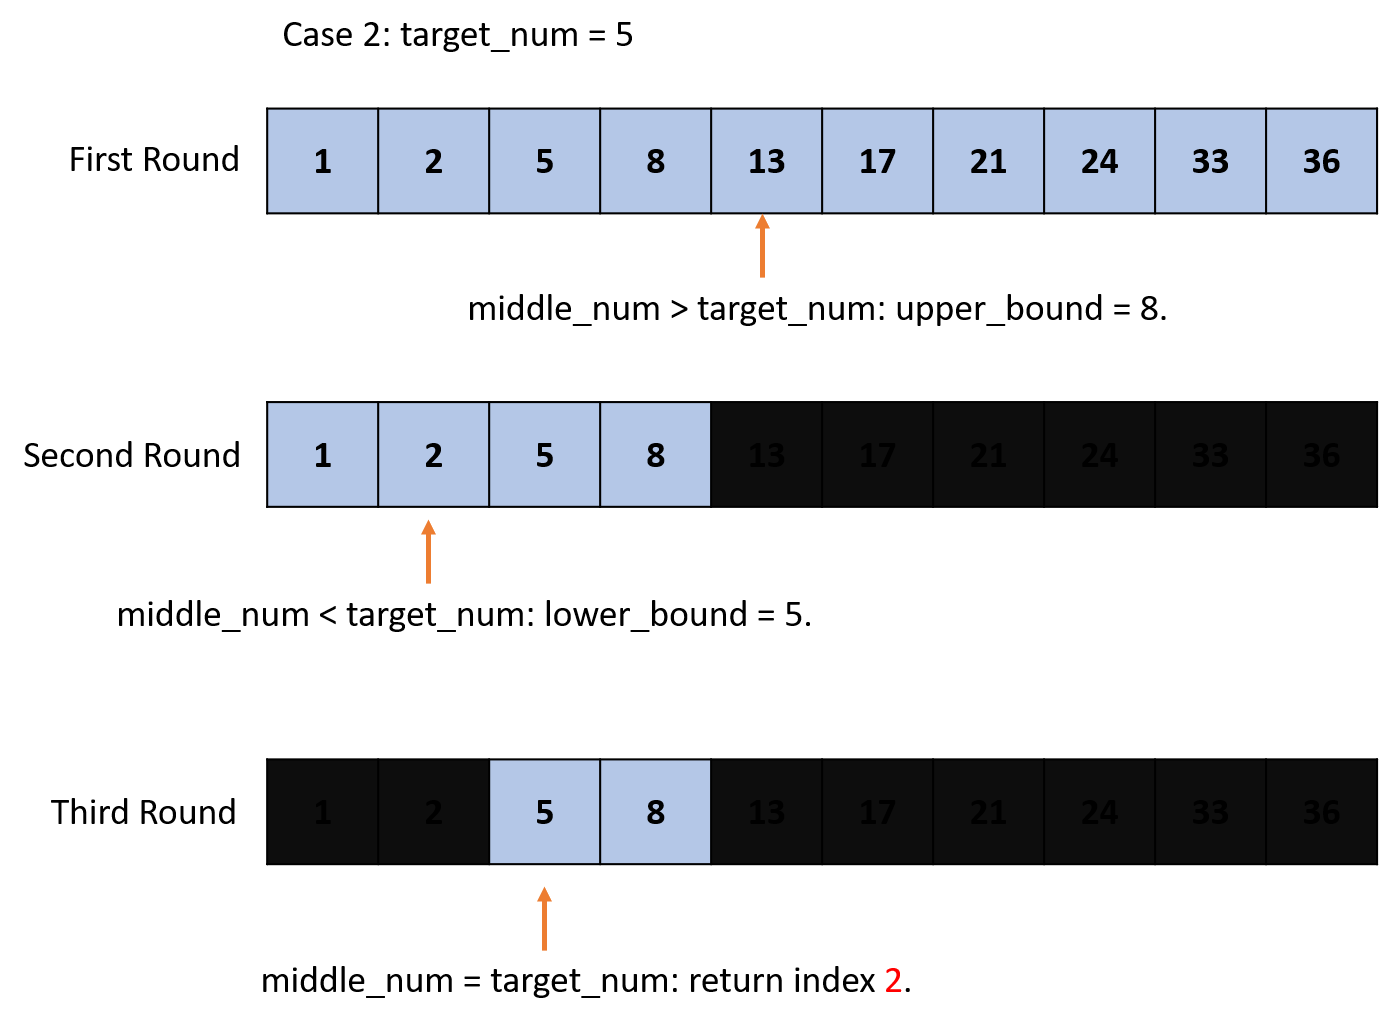 Case 2: target_num = 5
First Round 1 2 5 8 13 17 21 24 33 36
middle_num > target_num: upper_bound = 8.
Second Round 1 2 5 8 13 17 21 24 33 36
middle_num < target_num: lower_bound = 5.
Third Round 1 2 5 8 13 17 21 24 33 36
middle_num = target_num: return index 2.